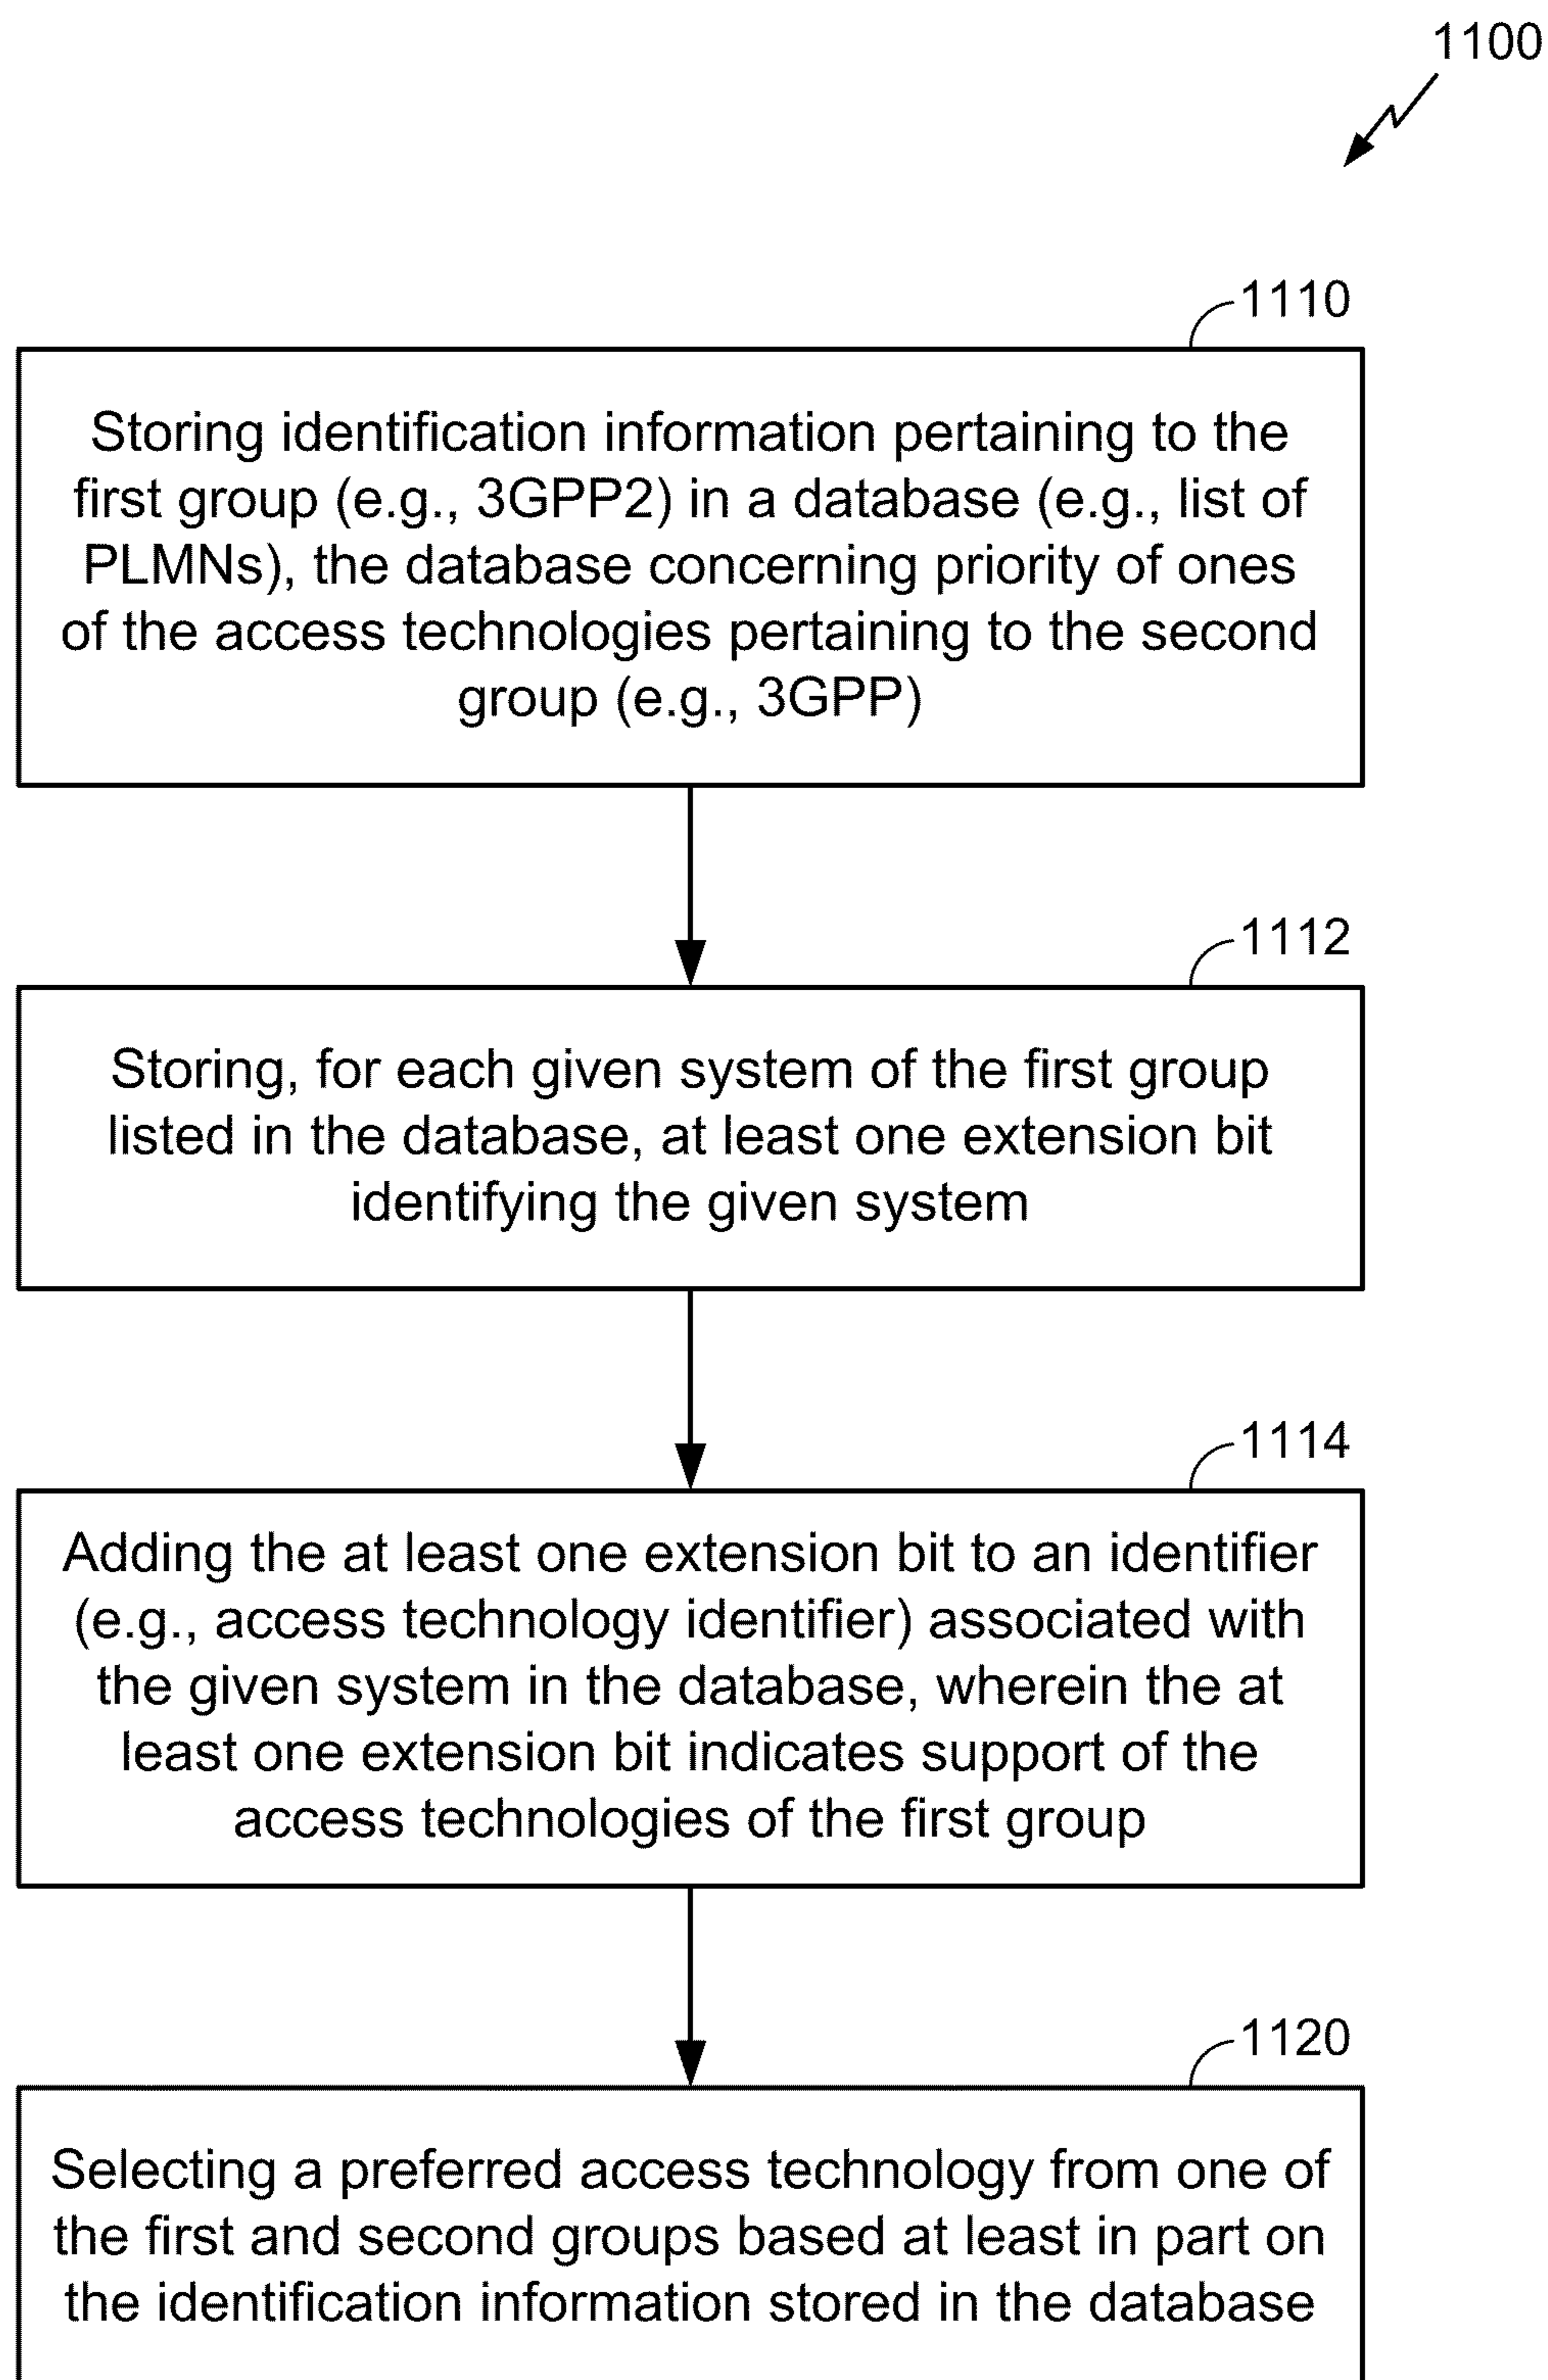 1100
1110
Storing identification information pertaining to the
first group (e.g., 3GPP2) in a database (e.g., list of
PLMNs), the database concerning priority of ones
of the access technologies pertaining to the second
group (e.g., 3GPP)
1112
Storing, for each given system of the first group
listed in the database, at least one extension bit
identifying the given system
1114
Adding the at least one extension bit to an identifier
(e.g., access technology identifier) associated with
the given system in the database, wherein the at
least one extension bit indicates support of the
access technologies of the first group
1120
Selecting a preferred access technology from one of
the first and second groups based at least in part on
the identification information stored in the database